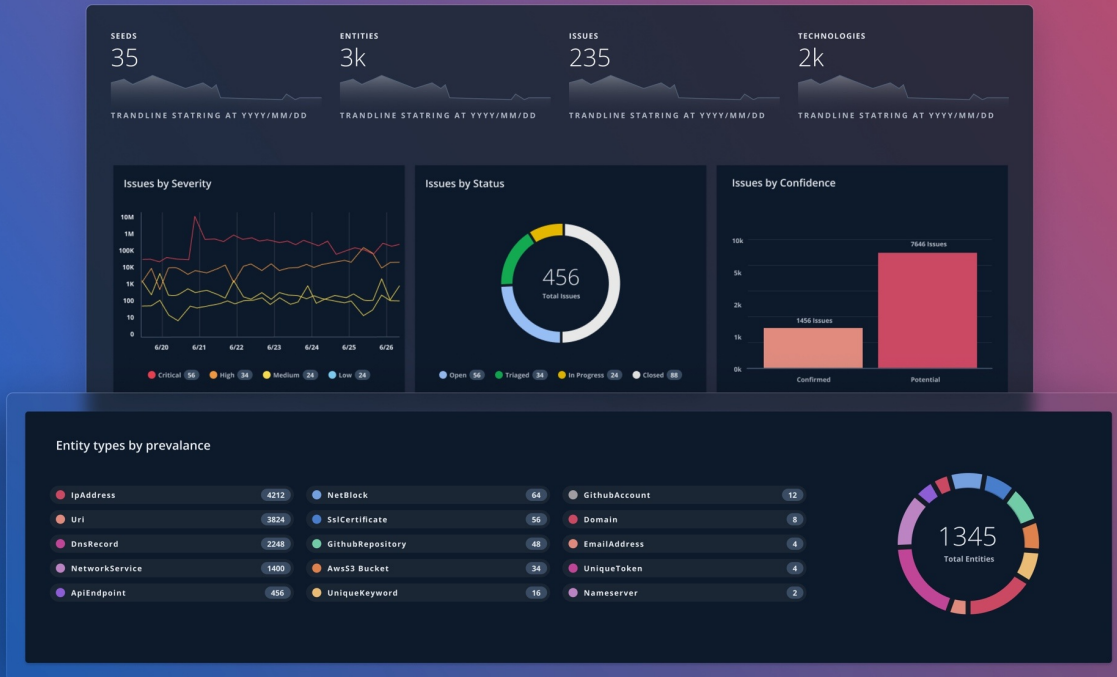 SEEDS
35
TRANDLINE STATRING AT YYYY/MM/DD
ENTITIES
3k
TRANDLINE STATRING AT YYYY/MM/DD
ISSUES
235
TRANDLINE STATRING AT YYYY/MM/DD
TECHNOLOGIES
2k
TRANDLINE STATRING AT YYYY/MM/DD
Issues by Severity
10M
1M
100K
10K
1K
100
10
0
6/20 6/21 6/22 6/23 6/24 6/25 6/26
Critical 56 High 34 Medium 24 Low 24
Issues by Status
456
Total Issues
Open 56 Triaged 34 In Progress 24 Closed 88
Issues by Confidence
10k
5k
2k
1k
0k
7646 Issues
1456 Issues
Confirmed Potential
Entity types by prevalance
IpAddress 4212
Uri 3824
DnsRecord 2248
NetworkService 1400
ApiEndpoint 456
NetBlock 64
SslCertificate 56
GithubRepository 48
AwsS3 Bucket 34
UniqueKeyword 16
GithubAccount 12
Domain 8
EmailAddress 4
UniqueToken 4
Nameserver 2
1345
Total Entities